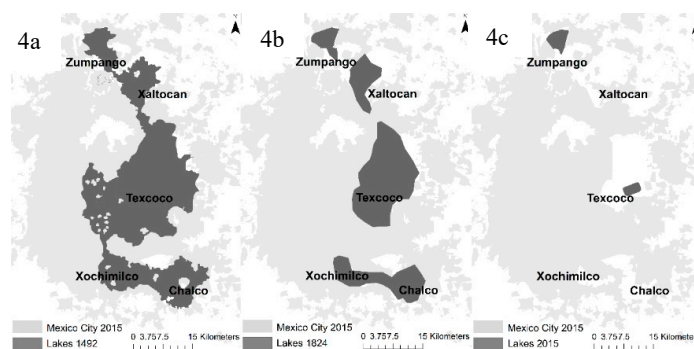 4a
Zumpango
Xaltocan
Texcoco
Xochimilco
Chalco
Mexico City 2015
Lakes 1492
0 3.757.5 15 Kilometers
4b
Zumpango
Xaltocan
Texcoco
Xochimilco
Chalco
Mexico City 2015
Lakes 1824
0 3.757.5 15 Kilometers
4c
Zumpango
Xaltocan
Texcoco
Xochimilco
Chalco
Mexico City 2015
Lakes 2015
0 3.757.5 15 Kilometers